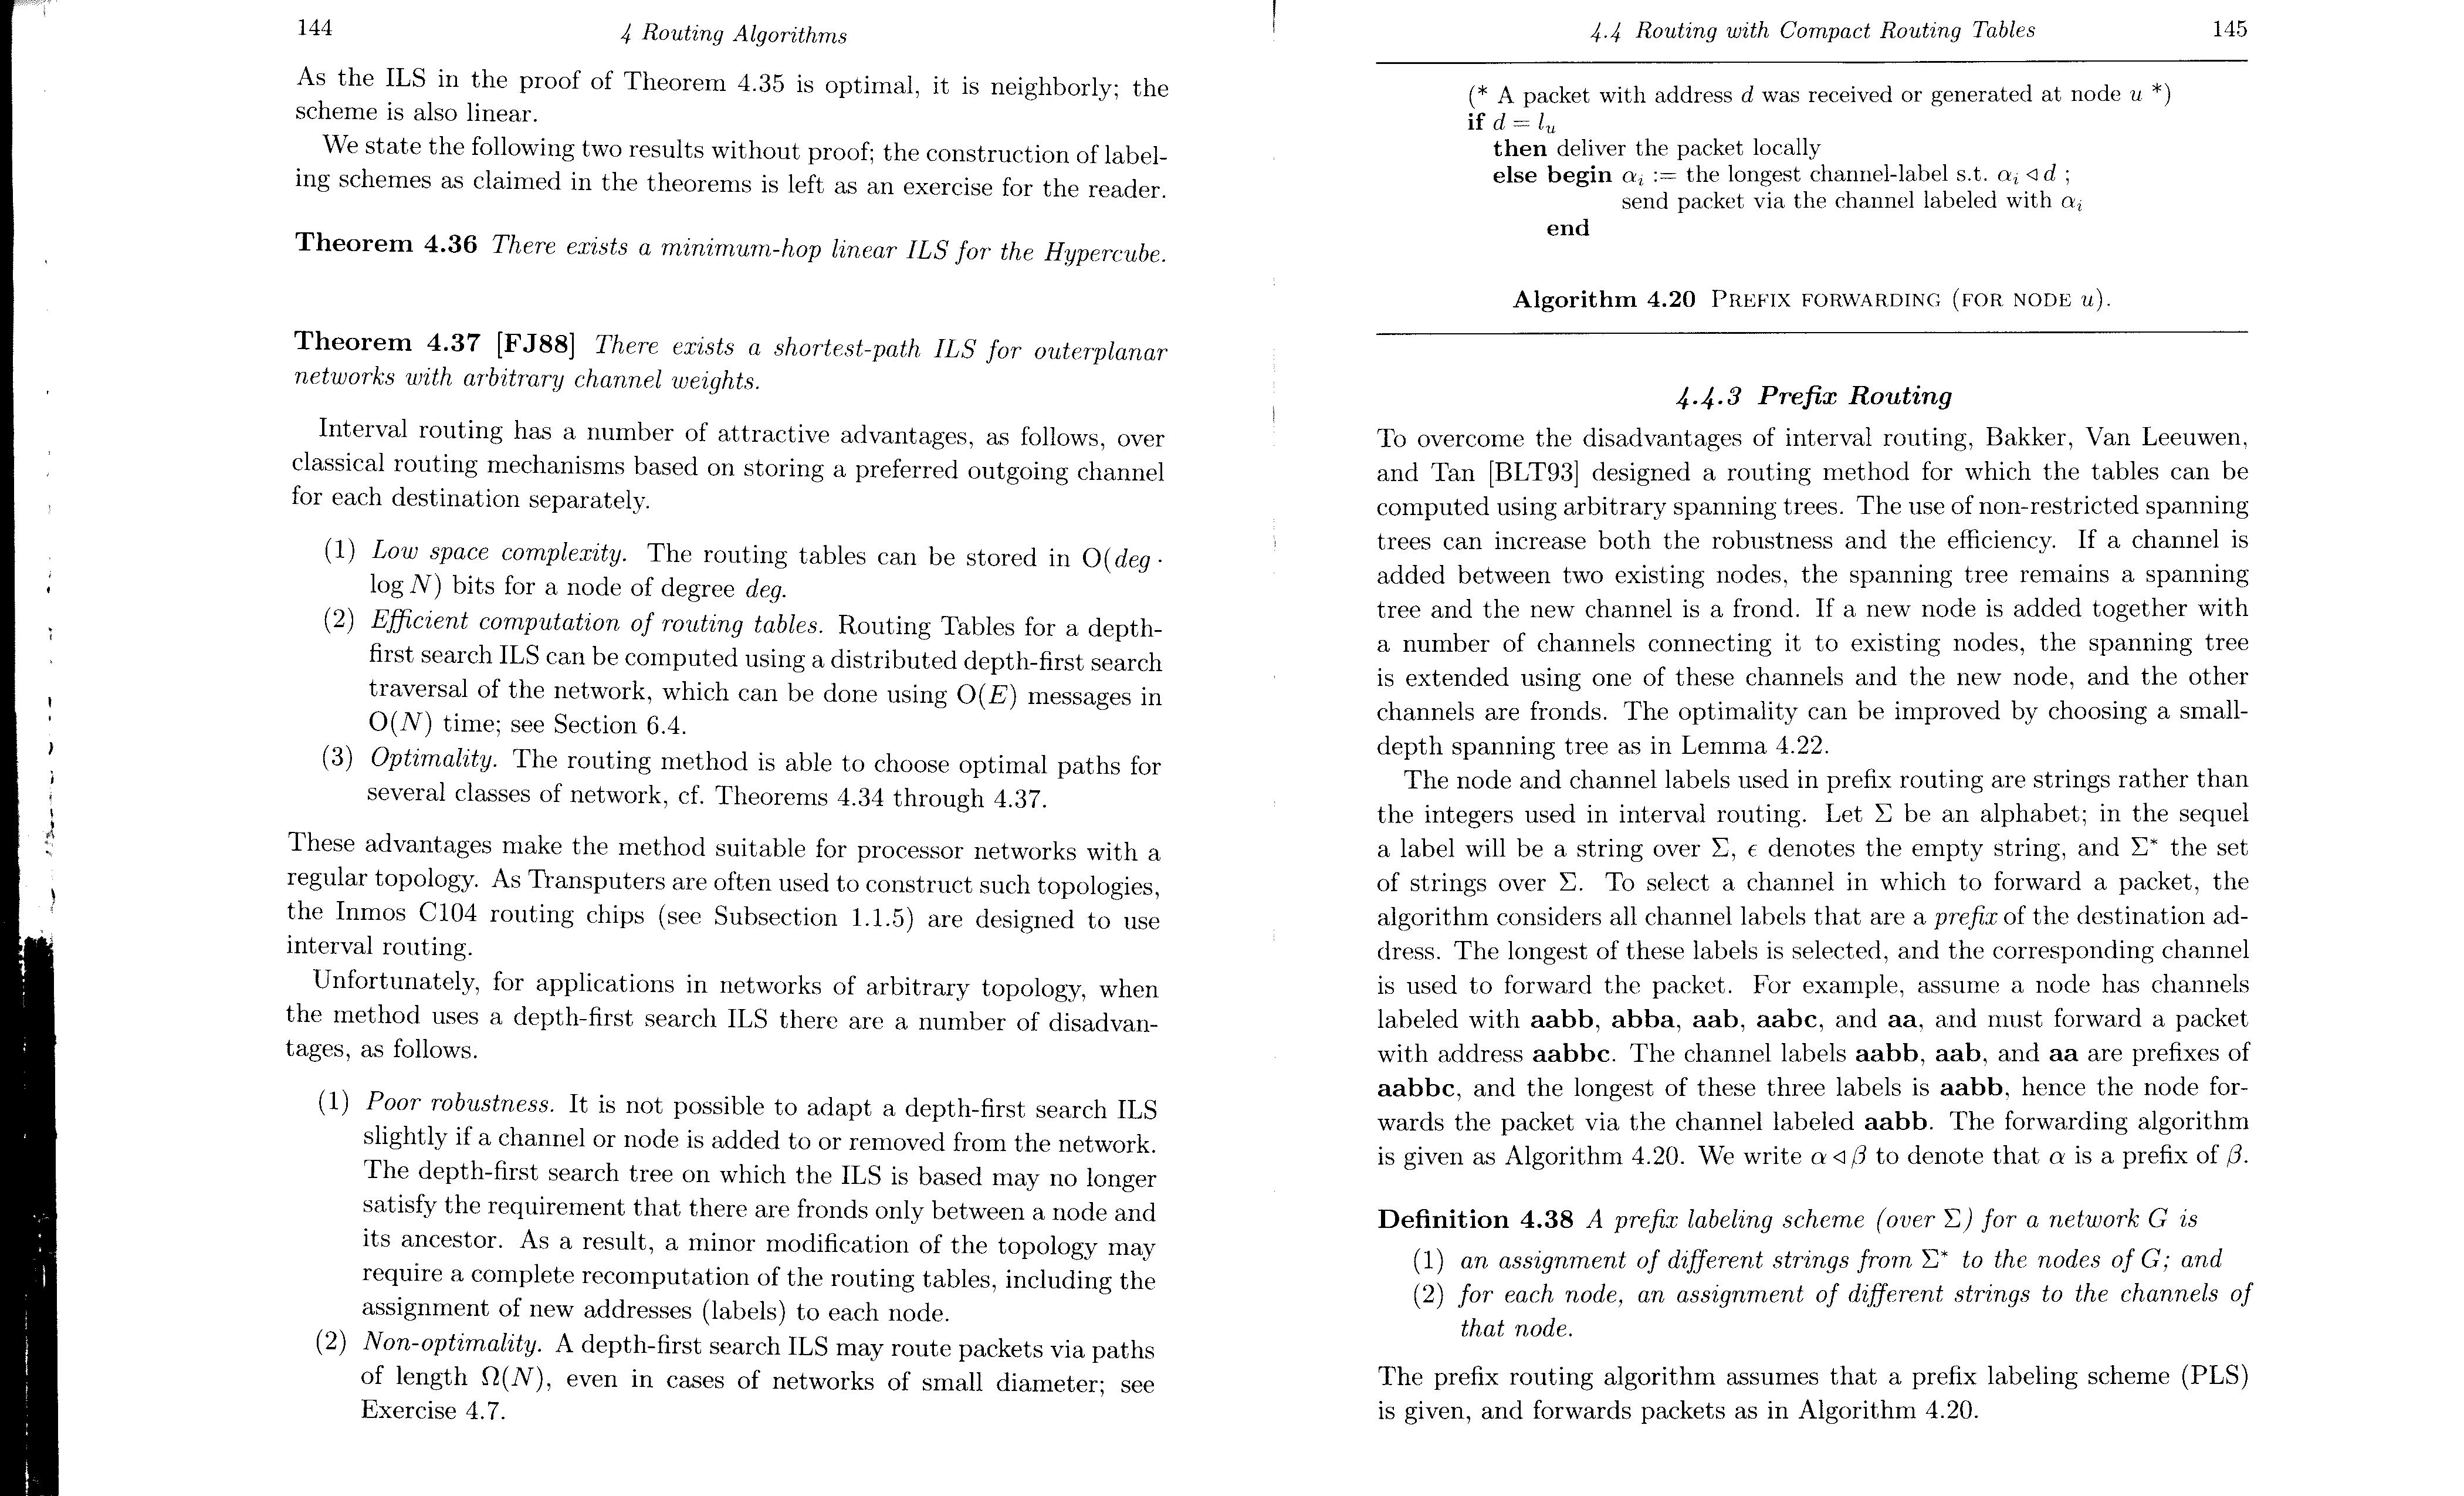 144
4 Routing Algorithms
As the ILS in the proof of Theorem 4.35 is optimal, it is neighborly; the
scheme is also linear.
We state the following two results without proof; the construction of label-
ing schemes as claimed in the theorems is left as an exercise for the reader.
Theorem 4.36 There exists a minimum-hop linear ILS for the Hypercube.
Theorem 4.37 [FJ88] There exists a shortest-path ILS for outerplanar
networks with arbitrary channel weights.
Interval routing has a number of attractive advantages, as follows, over
classical routing mechanisms based on storing a preferred outgoing channel
for each destination separately.
(1) Low space complexity. The routing tables can be stored in O(deg ·
log N) bits for a node of degree deg.
(2) Efficient computation of routing tables. Routing Tables for a depth-
first search ILS can be computed using a distributed depth-first search
traversal of the network, which can be done using O(E) messages in
O(N) time; see Section 6.4.
(3) Optimality. The routing method is able to choose optimal paths for
several classes of network, cf. Theorems 4.34 through 4.37.
These advantages make the method suitable for processor networks with a
regular topology. As Transputers are often used to construct such topologies,
the Inmos C104 routing chips (see Subsection 1.1.5) are designed to use
interval routing.
Unfortunately, for applications in networks of arbitrary topology, when
the method uses a depth-first search ILS there are a number of disadvan-
tages, as follows.
(1) Poor robustness. It is not possible to adapt a depth-first search ILS
slightly if a channel or node is added to or removed from the network.
The depth-first search tree on which the ILS is based may no longer
satisfy the requirement that there are fronds only between a node and
its ancestor. As a result, a minor modification of the topology may
require a complete recomputation of the routing tables, including the
assignment of new addresses (labels) to each node.
(2) Non-optimality. A depth-first search ILS may route packets via paths
of length Ω(N), even in cases of networks of small diameter; see
Exercise 4.7.
4.4 Routing with Compact Routing Tables
145
(* A packet with address d was received or generated at node u *)
if d = lᵤ
then deliver the packet locally
else begin αᵢ := the longest channel-label s.t. αᵢ ◁ d ;
send packet via the channel labeled with αᵢ
end
Algorithm 4.20 PREFIX FORWARDING (FOR NODE u).
4.4.3 Prefix Routing
To overcome the disadvantages of interval routing, Bakker, Van Leeuwen,
and Tan [BLT93] designed a routing method for which the tables can be
computed using arbitrary spanning trees. The use of non-restricted spanning
trees can increase both the robustness and the efficiency. If a channel is
added between two existing nodes, the spanning tree remains a spanning
tree and the new channel is a frond. If a new node is added together with
a number of channels connecting it to existing nodes, the spanning tree
is extended using one of these channels and the new node, and the other
channels are fronds. The optimality can be improved by choosing a small-
depth spanning tree as in Lemma 4.22.
The node and channel labels used in prefix routing are strings rather than
the integers used in interval routing. Let Σ be an alphabet; in the sequel
a label will be a string over Σ, ϵ denotes the empty string, and Σ* the set
of strings over Σ. To select a channel in which to forward a packet, the
algorithm considers all channel labels that are a prefix of the destination ad-
dress. The longest of these labels is selected, and the corresponding channel
is used to forward the packet. For example, assume a node has channels
labeled with aabb, abba, aab, aabc, and aa, and must forward a packet
with address aabbc. The channel labels aabb, aab, and aa are prefixes of
aabbc, and the longest of these three labels is aabb, hence the node for-
wards the packet via the channel labeled aabb. The forwarding algorithm
is given as Algorithm 4.20. We write α ◁ β to denote that α is a prefix of β.
Definition 4.38 A prefix labeling scheme (over Σ) for a network G is
(1) an assignment of different strings from Σ* to the nodes of G; and
(2) for each node, an assignment of different strings to the channels of
that node.
The prefix routing algorithm assumes that a prefix labeling scheme (PLS)
is given, and forwards packets as in Algorithm 4.20.